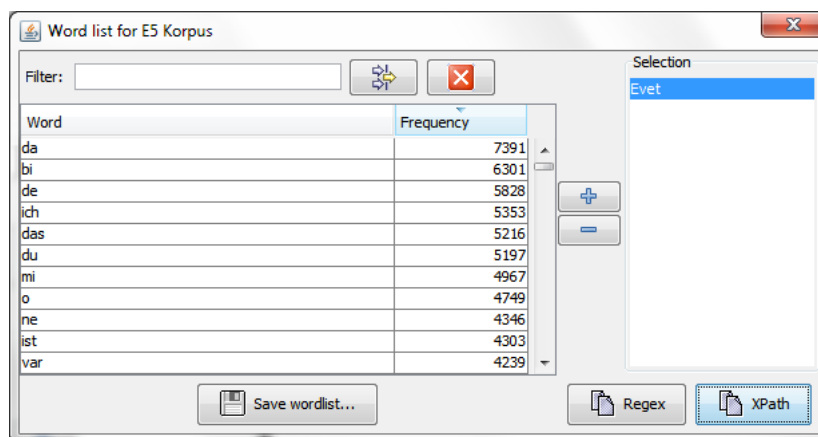 Word list for E5 Korpus
Filter:
Selection
Evet
Word Frequency
da 7391
bi 6301
de 5828
ich 5353
das 5216
du 5197
mi 4967
o 4749
ne 4346
ist 4303
var 4239
Save wordlist...
Regex
XPath